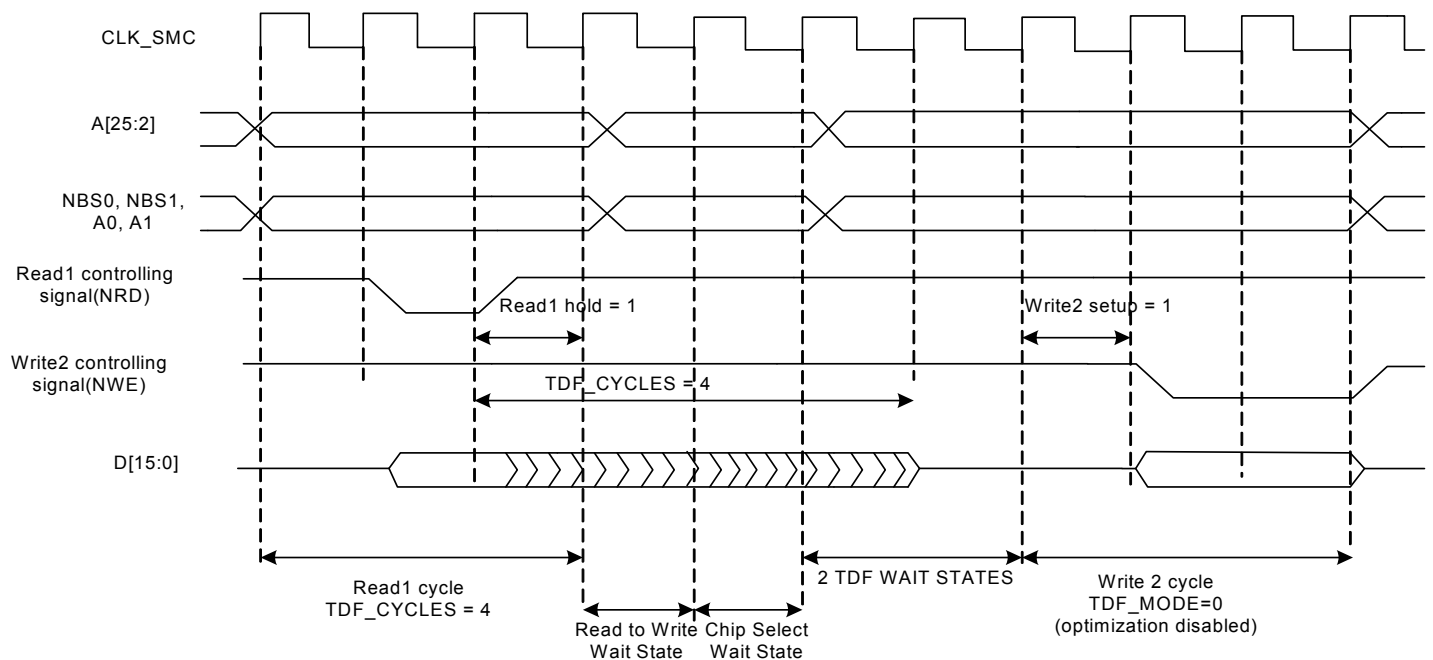 CLK_SMC
A[25:2]
NBS0, NBS1,
A0, A1
Read1 controlling
signal(NRD)
Read1 hold = 1
Write2 setup = 1
Write2 controlling
signal(NWE)
TDF_CYCLES = 4
D[15:0]
Read1 cycle
TDF_CYCLES = 4
2 TDF WAIT STATES
Write 2 cycle
TDF_MODE=0
(optimization disabled)
Read to Write
Wait State
Chip Select
Wait State